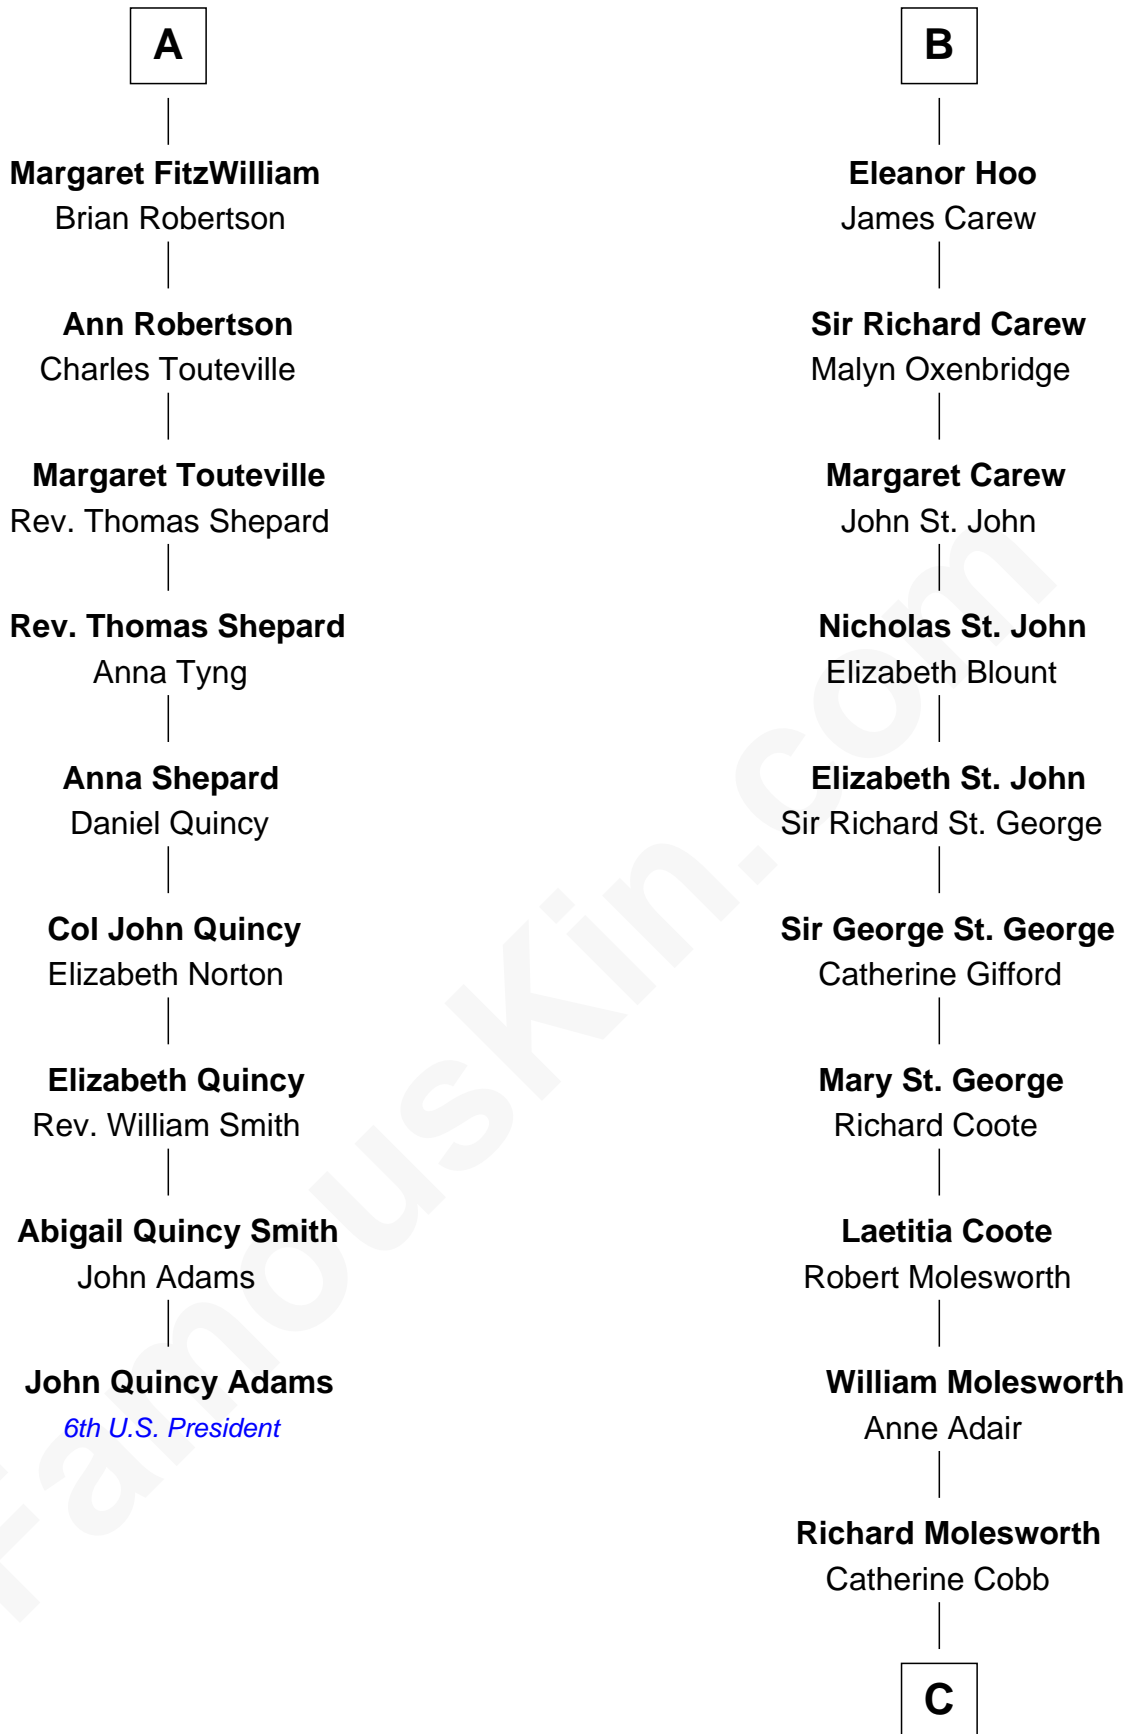 A
Margaret FitzWilliam
Brian Robertson
Ann Robertson
Charles Touteville
Margaret Touteville
Rev. Thomas Shepard
Rev. Thomas Shepard
Anna Tyng
Anna Shepard
Daniel Quincy
Col John Quincy
Elizabeth Norton
Elizabeth Quincy
Rev. William Smith
Abigail Quincy Smith
John Adams
John Quincy Adams
6th U.S. President
B
Eleanor Hoo
James Carew
Sir Richard Carew
Malyn Oxenbridge
Margaret Carew
John St. John
Nicholas St. John
Elizabeth Blount
Elizabeth St. John
Sir Richard St. George
Sir George St. George
Catherine Gifford
Mary St. George
Richard Coote
Laetitia Coote
Robert Molesworth
William Molesworth
Anne Adair
Richard Molesworth
Catherine Cobb
C
FamousKin.com